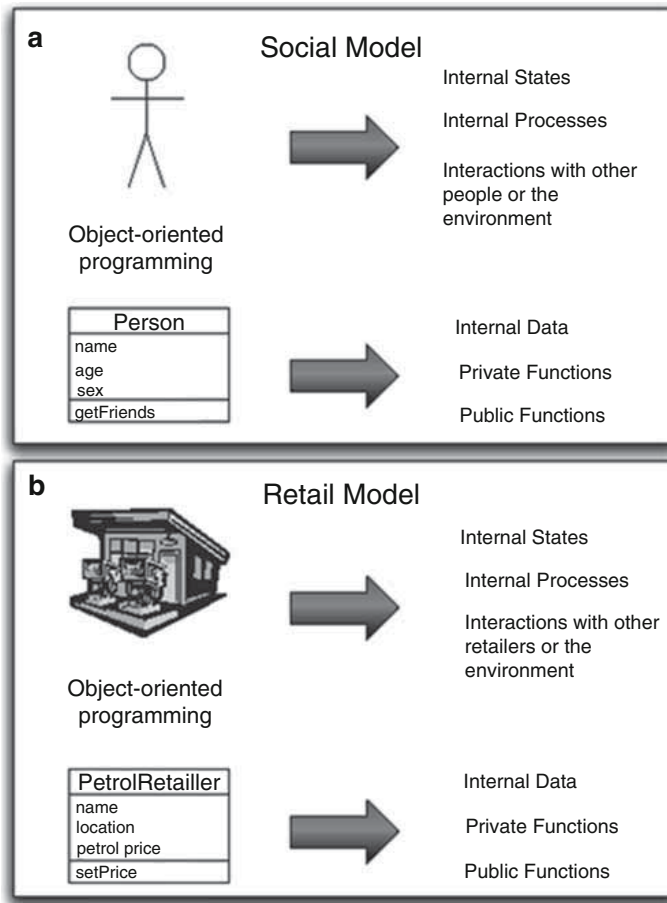 a
Social Model
Internal States
Internal Processes
Interactions with other
people or the
environment
Object-oriented
programming
Person
name
age
sex
getFriends
Internal Data
Private Functions
Public Functions
b
Retail Model
Internal States
Internal Processes
Interactions with other
retailers or the
environment
Object-oriented
programming
PetrolRetailler
name
location
petrol price
setPrice
Internal Data
Private Functions
Public Functions